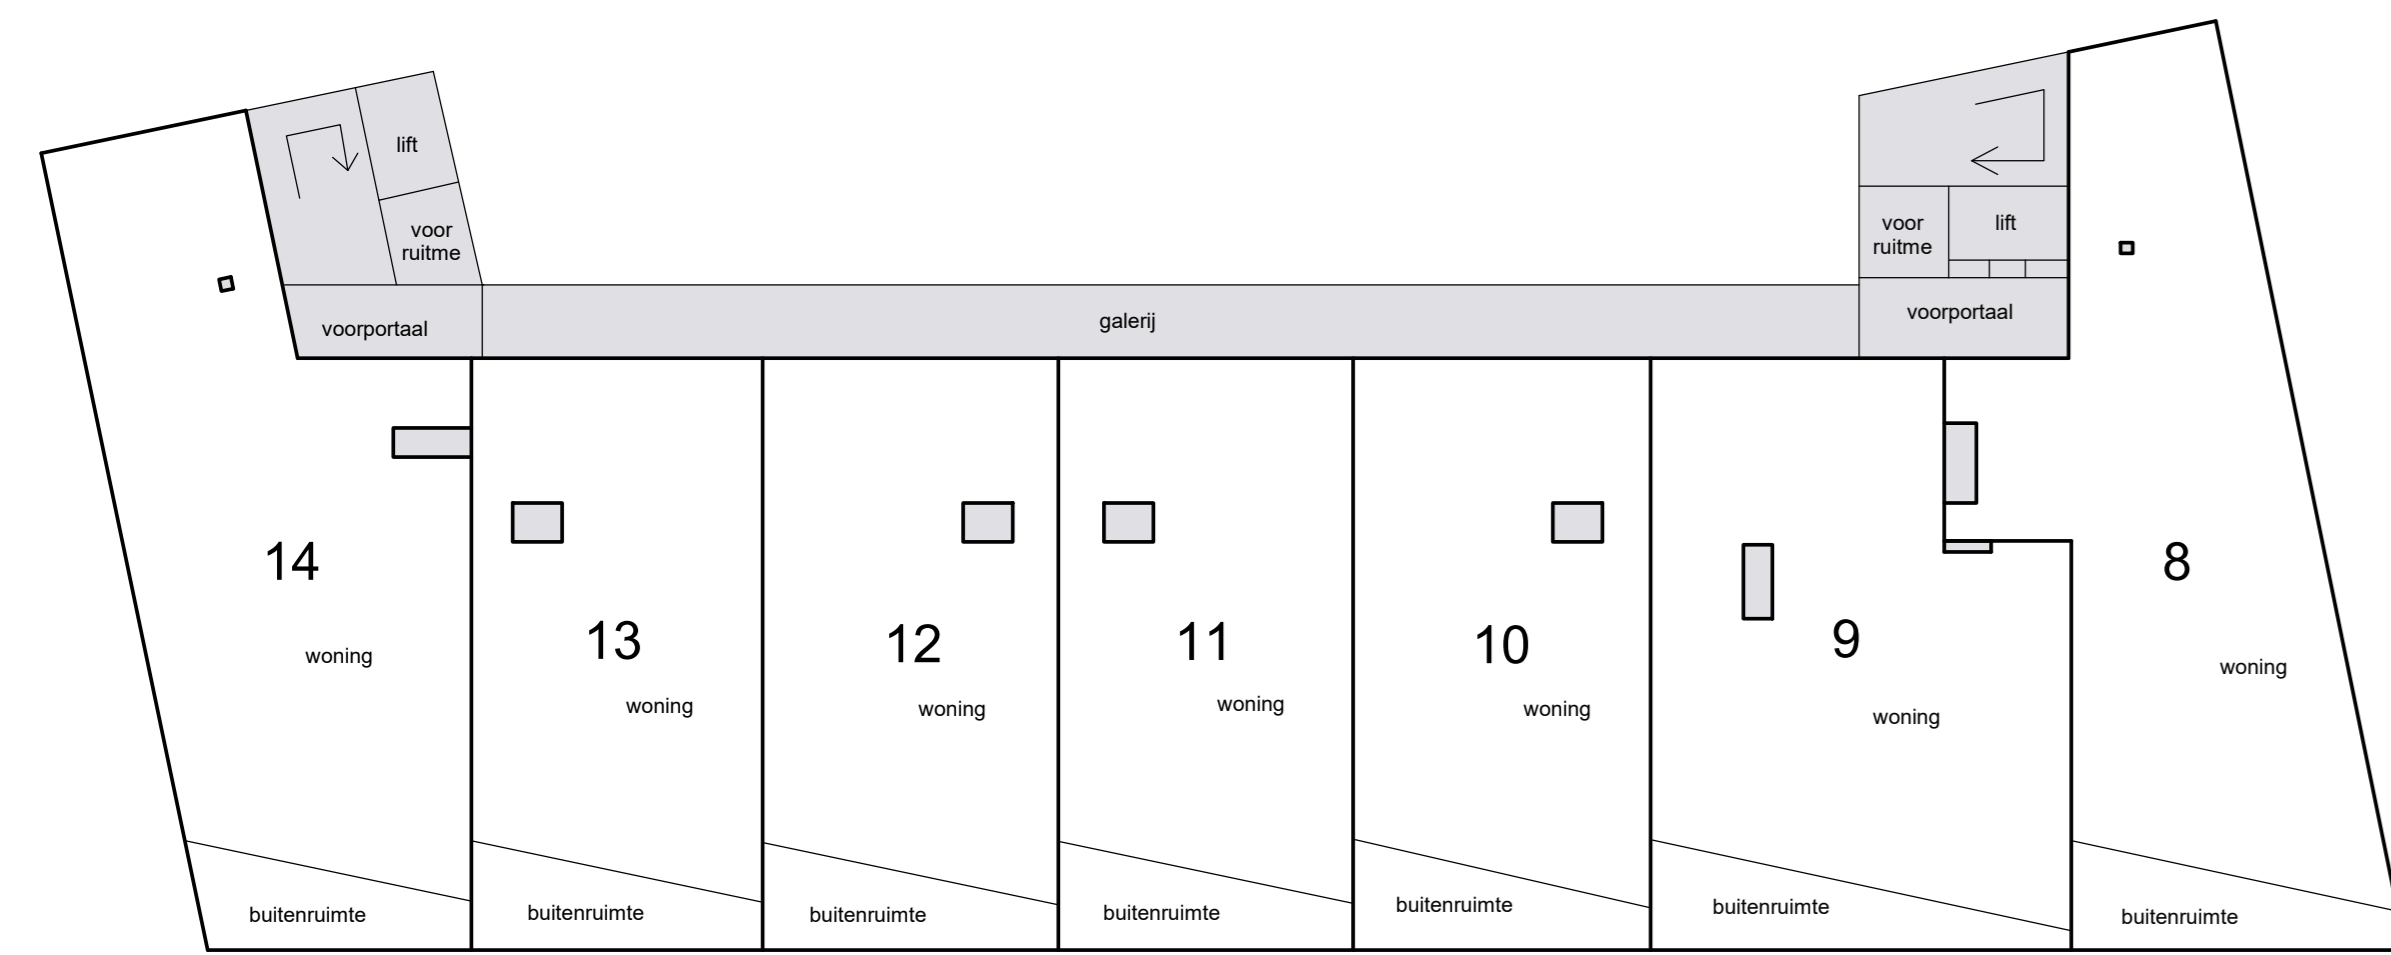 lift
voor
ruitme
voorportaal
galerij
voor
ruitme
lift
voorportaal
14
woning
buitenruimte
13
woning
buitenruimte
12
woning
buitenruimte
11
woning
buitenruimte
10
woning
buitenruimte
9
woning
buitenruimte
8
woning
buitenruimte